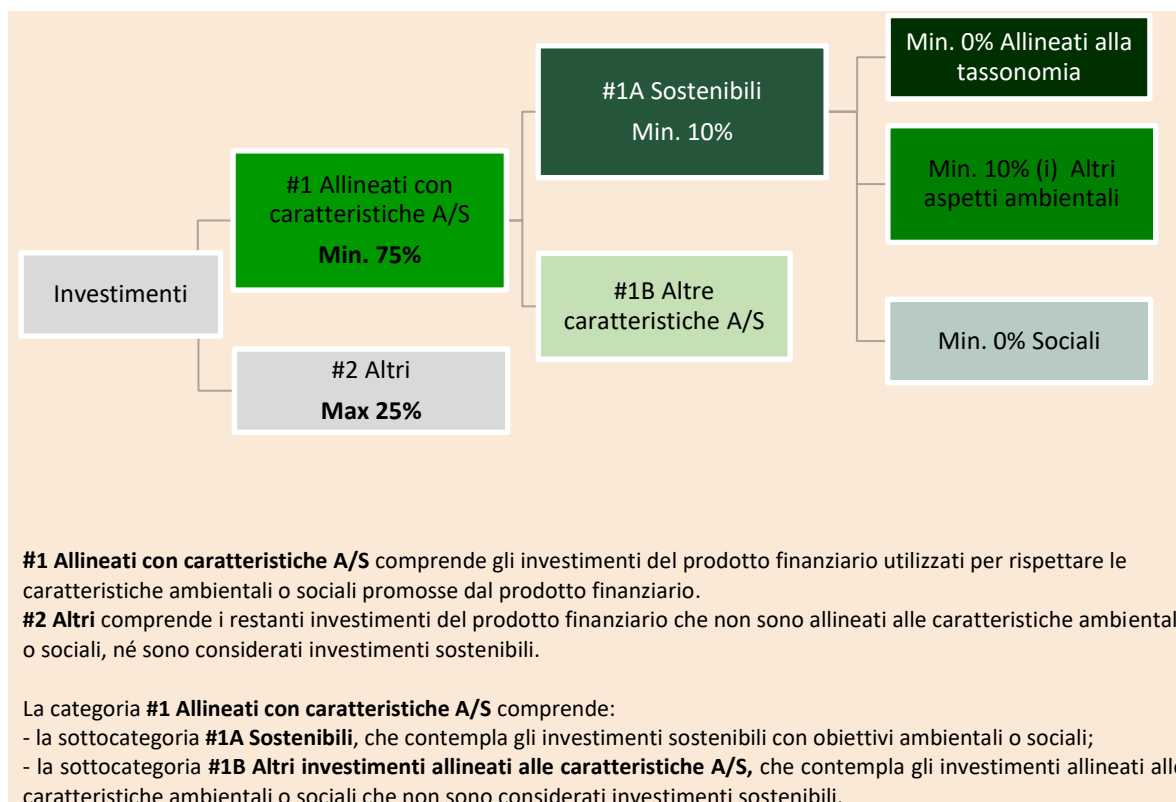 Investimenti
#1 Allineati con
caratteristiche A/S
Min. 75%
#2 Altri
Max 25%
#1A Sostenibili
Min. 10%
#1B Altre
caratteristiche A/S
Min. 0% Allineati alla
tassonomia
Min. 10% (i) Altri
aspetti ambientali
Min. 0% Sociali
#1 Allineati con caratteristiche A/S comprende gli investimenti del prodotto finanziario utilizzati per rispettare le
caratteristiche ambientali o sociali promosse dal prodotto finanziario.
#2 Altri comprende i restanti investimenti del prodotto finanziario che non sono allineati alle caratteristiche ambental
o sociali, né sono considerati investimenti sostenibili.
La categoria #1 Allineati con caratteristiche A/S comprende:
- la sottocategoria #1A Sostenibili, che contempla gli investimenti sostenibili con obiettivi ambientali o sociali;
- la sottocategoria #1B Altri investimenti allineati alle caratteristiche A/S, che contempla gli investimenti allineati alle
caratteristiche ambientali o sociali che non sono considerati investimenti sostenibili.